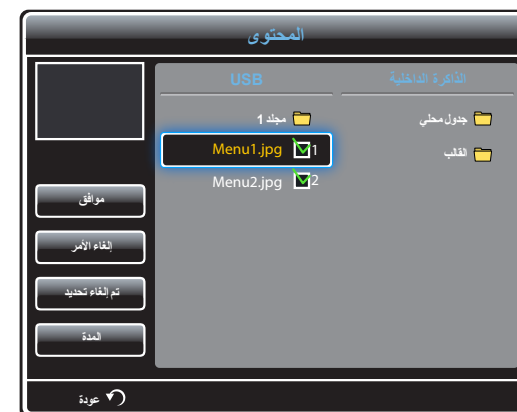 المحتوى
الذاكرة الداخلية
جدول محلي
القالب
USB
مجلد 1
Menu1.jpg 1
Menu2.jpg 2
موافق
إلغاء الأمر
تم إلغاء تحديد
المدة
عودة